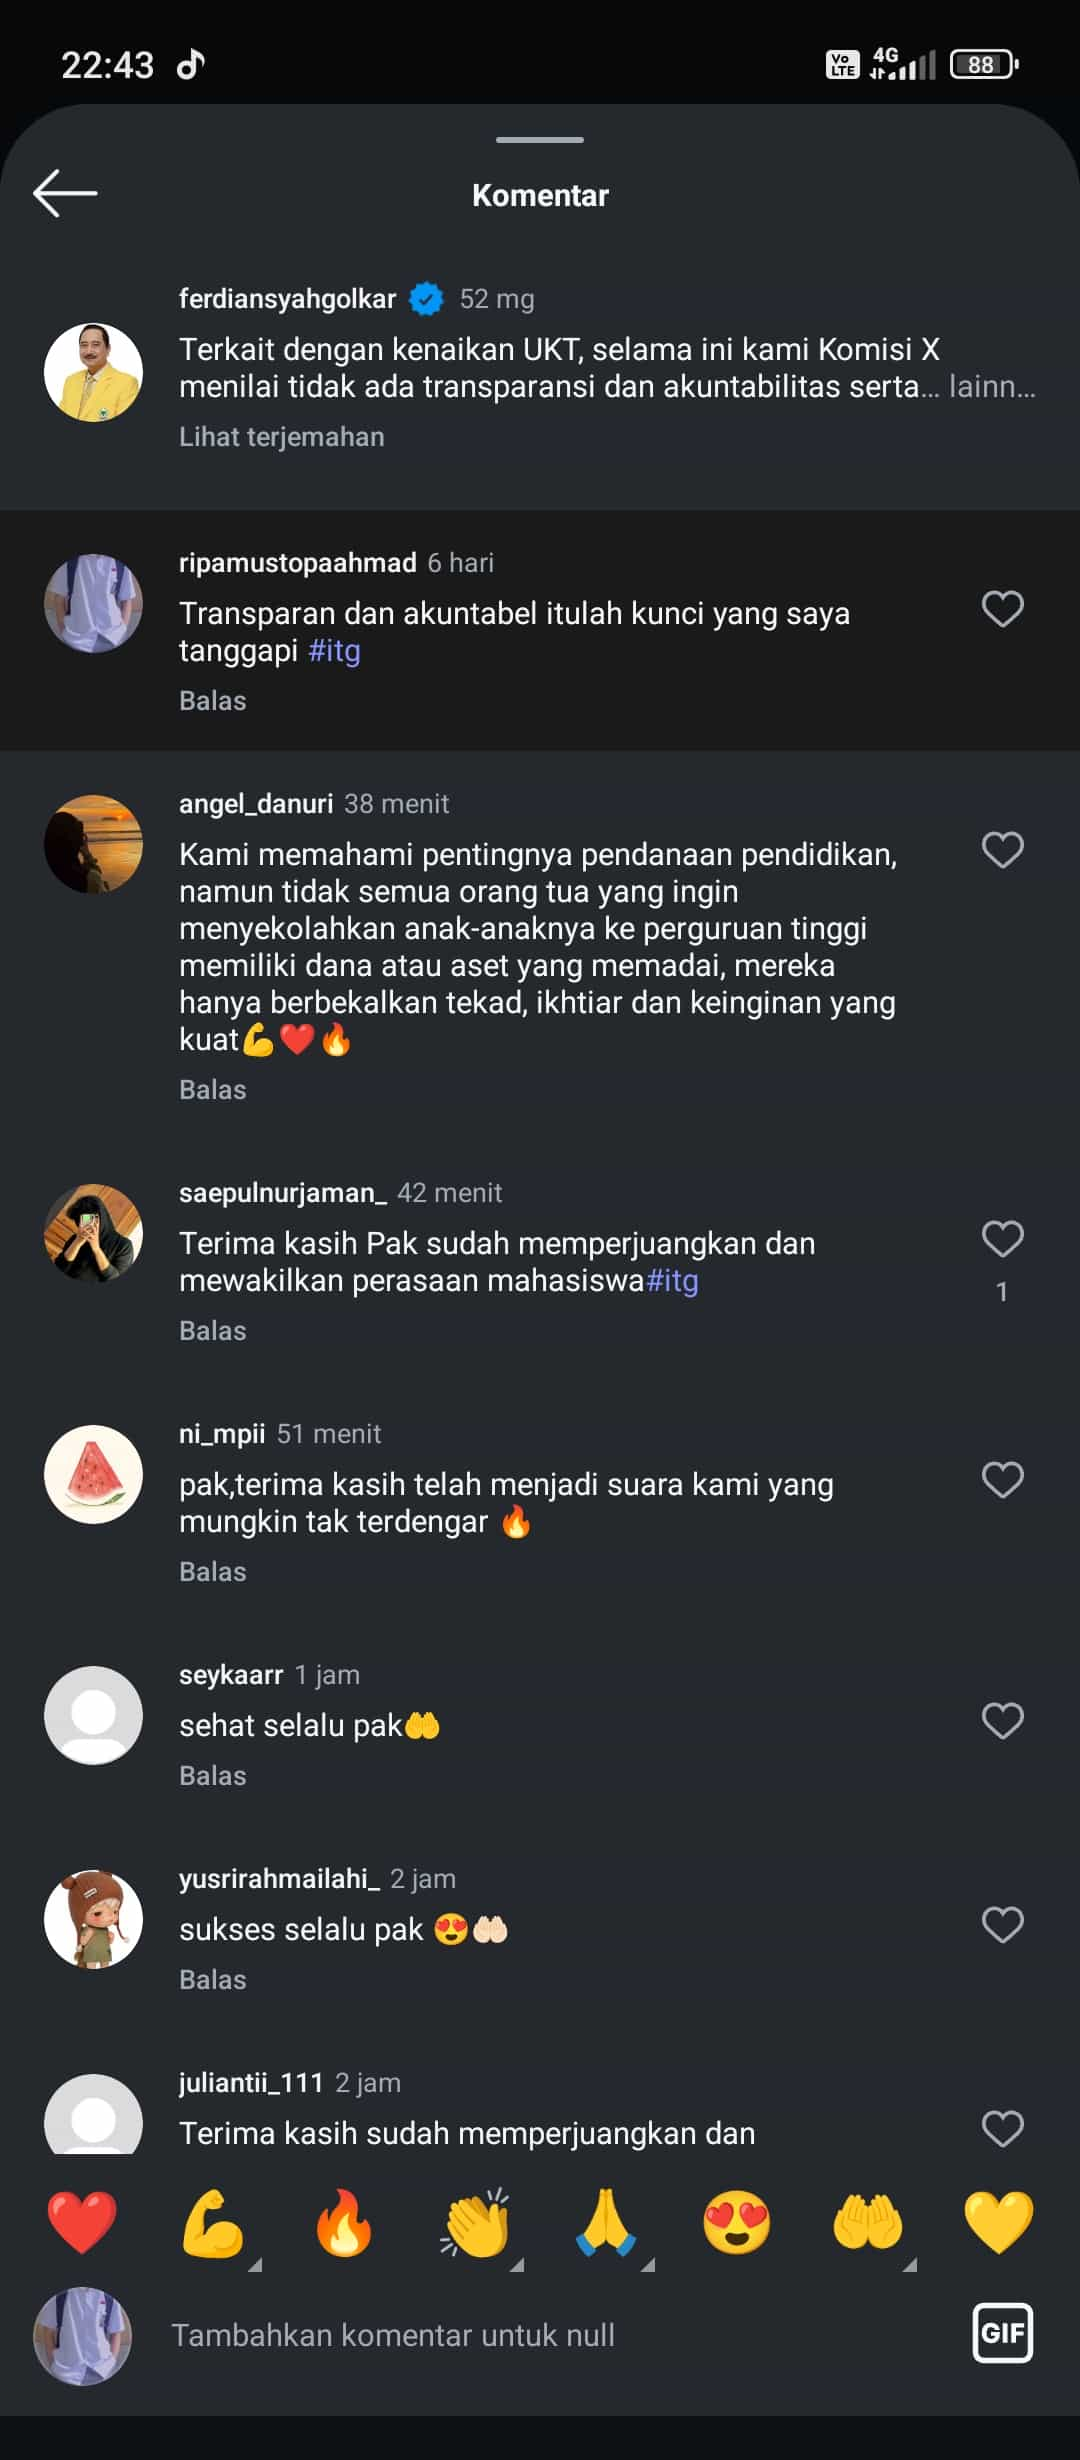 22:43
Vo LTE 4G 88
Komentar
ferdiansyahgolkar 52 mg
Terkait dengan kenaikan UKT, selama ini kami Komisi X
menilai tidak ada transparansi dan akuntabilitas serta... lainn...
Lihat terjemahan
ripamustopaahmad 6 hari
Transparan dan akuntabel itulah kunci yang saya
tanggapi #itg
Balas
angel_danuri 38 menit
Kami memahami pentingnya pendanaan pendidikan,
namun tidak semua orang tua yang ingin
menyekolahkan anak-anaknya ke perguruan tinggi
memiliki dana atau aset yang memadai, mereka
hanya berbekalkan tekad, ikhtiar dan keinginan yang
kuat💪❤️🔥
Balas
saepulnurjaman_ 42 menit
Terima kasih Pak sudah memperjuangkan dan
mewakilkan perasaan mahasiswa#itg
1
Balas
ni_mpii 51 menit
pak,terima kasih telah menjadi suara kami yang
mungkin tak terdengar 🔥
Balas
seykaarr 1 jam
sehat selalu pak🤲
Balas
yusrirahmailahi_ 2 jam
sukses selalu pak 😍🤲🏻
Balas
juliantii_111 2 jam
Terima kasih sudah memperjuangkan dan
Tambahkan komentar untuk null
GIF